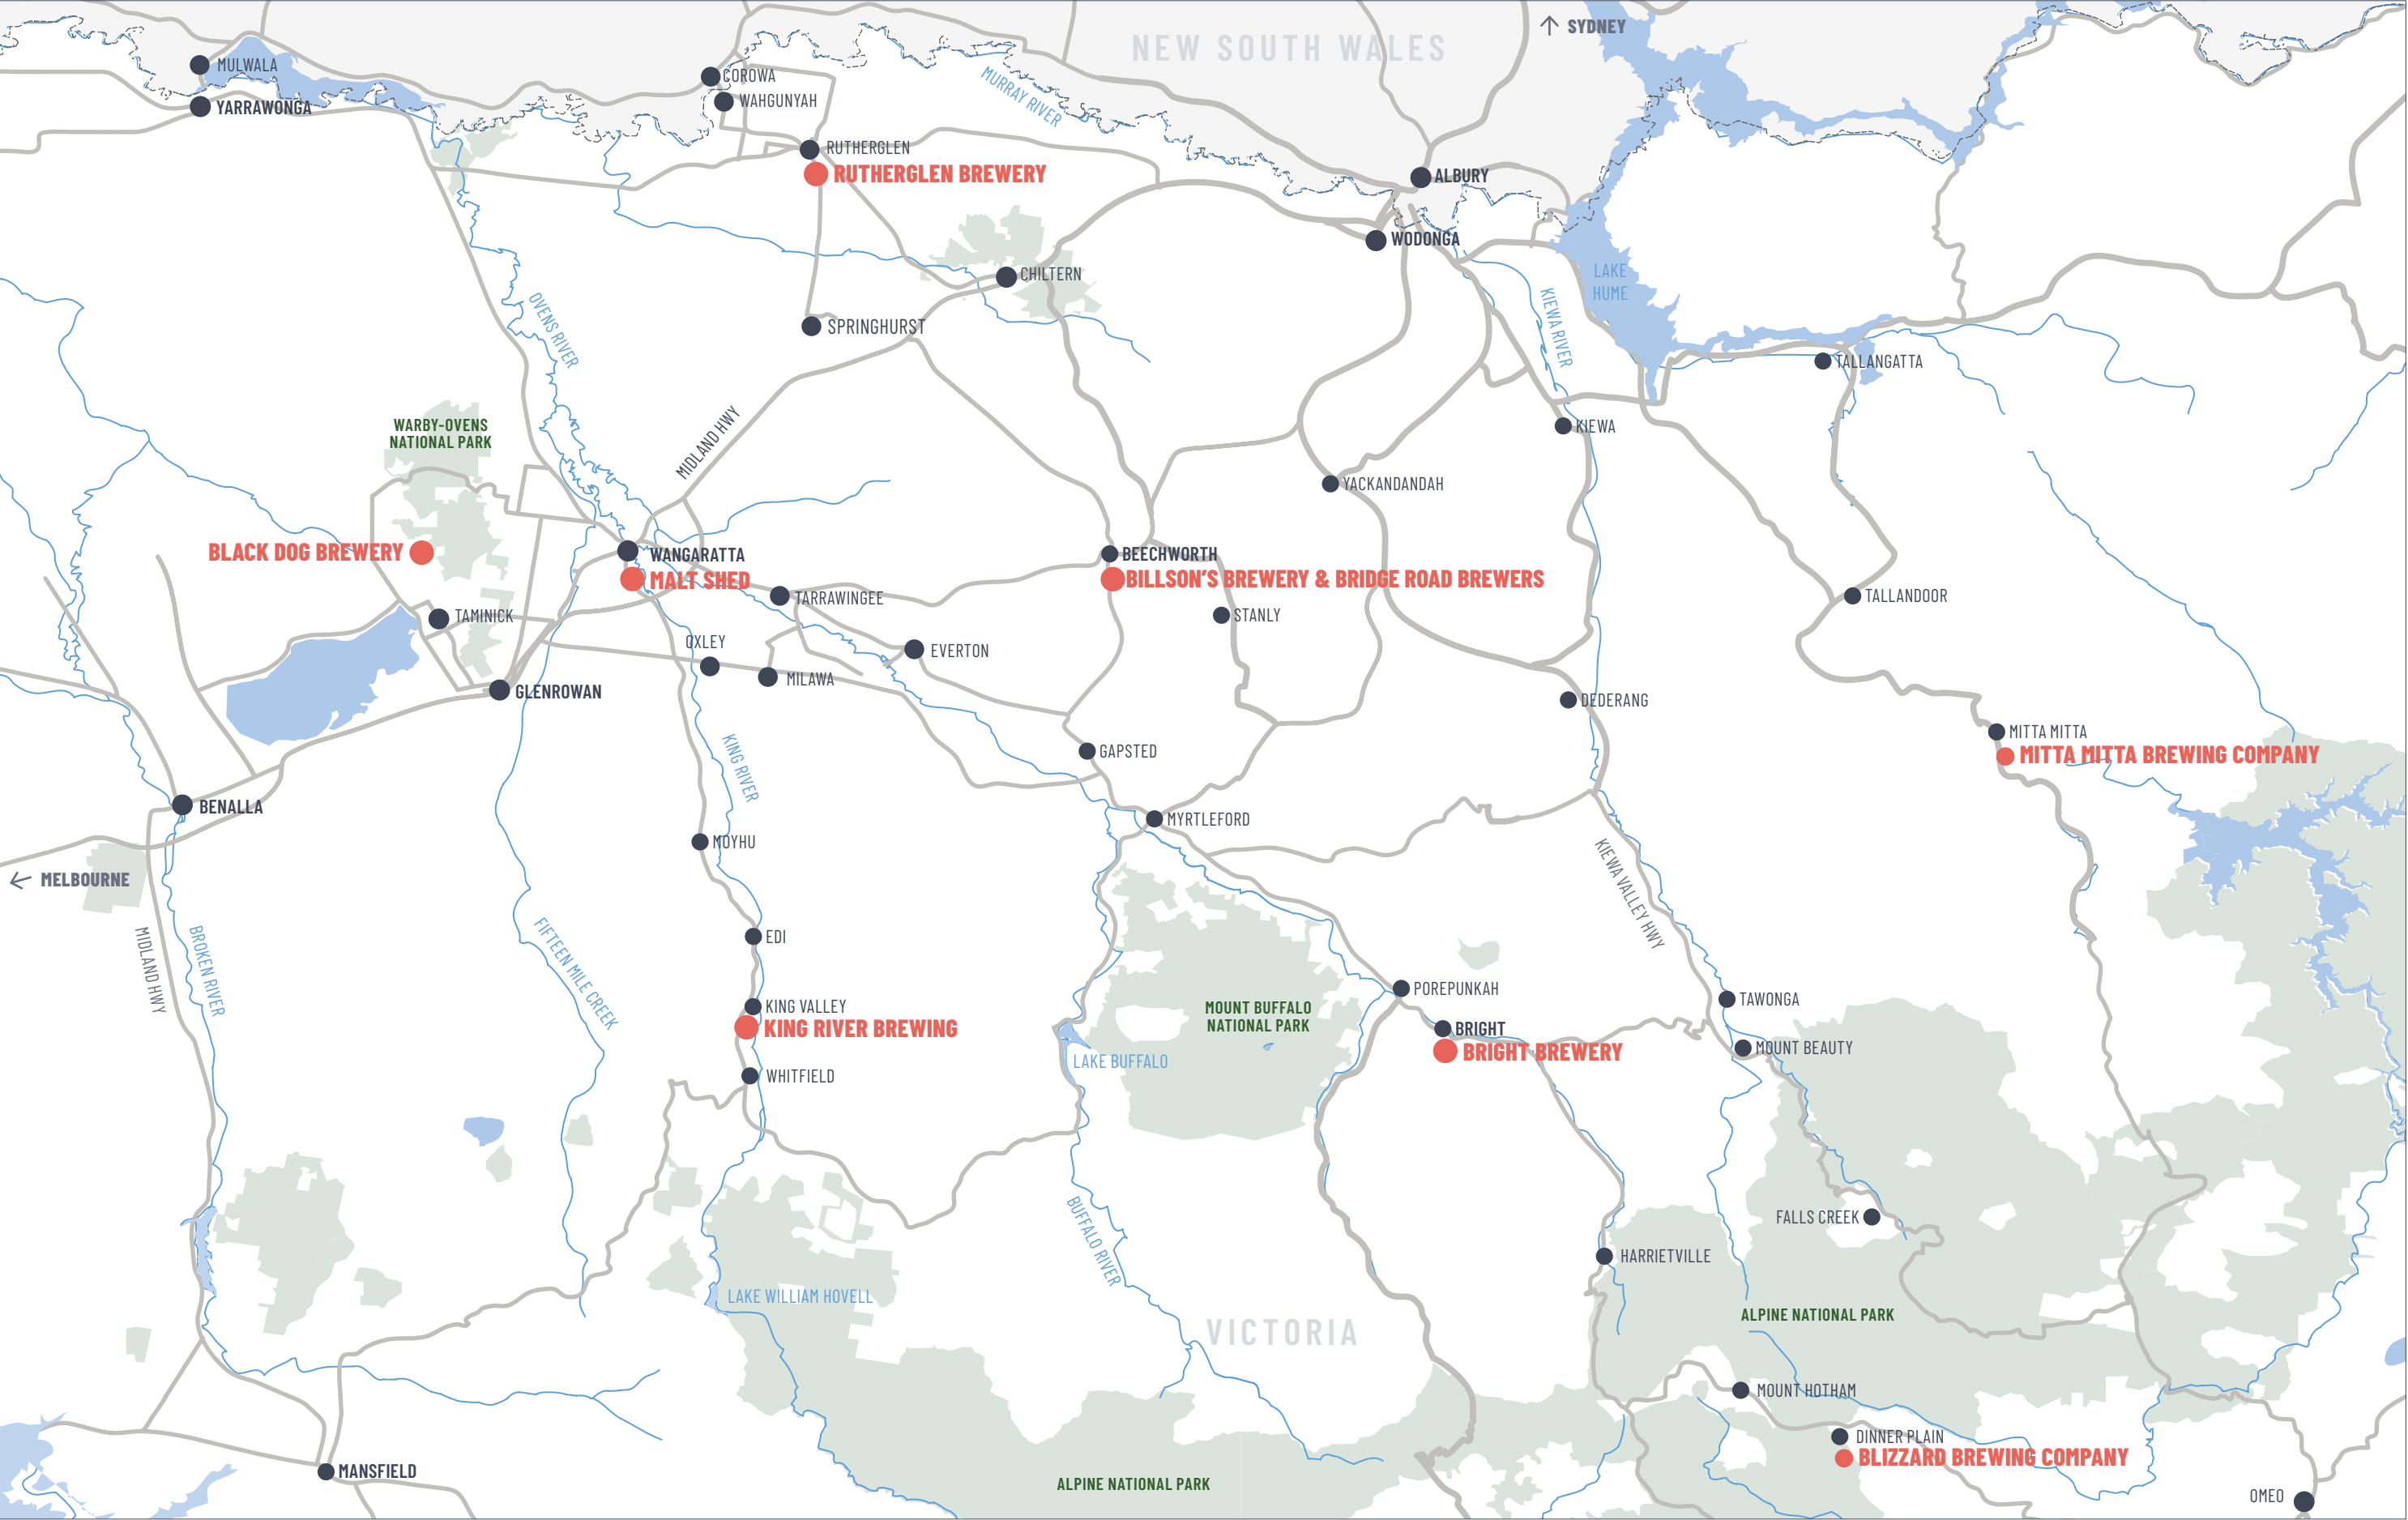 SYDNEY
NEW SOUTH WALES
MULWALA
COROWA
MURRAY RIVER
WAHGUNYAH
YARRAWONGA
RUTHERGLEN
RUTHERGLEN BREWERY
ALBURY
WODONGA
LAKE
HUME
CHILTERN
OVENS RIVER
KIEWA RIVER
SPRINGHURST
TALLANGATTA
WARBY-OVENS
NATIONAL PARK
MIDLAND HWY
KIEWA
YACKANDANDAH
BLACK DOG BREWERY
WANGARATTA
MALT SHED
BEECHWORTH
BILLSON'S BREWERY & BRIDGE ROAD BREWERS
TARRAWINGEE
TALLANDOOR
TAMINICK
STANLY
OXLEY
EVERTON
MILAWA
GLENROWAN
DEDERANG
MITTA MITTA
MITTA MITTA BREWING COMPANY
KING RIVER
GAPSTED
BENALLA
MYRTLEFORD
MOYHU
MELBOURNE
KIEWA VALLEY HWY
MIDLAND HWY
BROKEN RIVER
FIFTEEN MILE CREEK
EDI
POREPUNKAH
TAWONGA
KING VALLEY
KING RIVER BREWING
MOUNT BUFFALO
NATIONAL PARK
BRIGHT
BRIGHT BREWERY
MOUNT BEAUTY
LAKE BUFFALO
WHITFIELD
FALLS CREEK
BUFFALO RIVER
HARRIETVILLE
LAKE WILLIAM HOVELL
ALPINE NATIONAL PARK
VICTORIA
MOUNT HOTHAM
DINNER PLAIN
BLIZZARD BREWING COMPANY
MANSFIELD
ALPINE NATIONAL PARK
OMEO